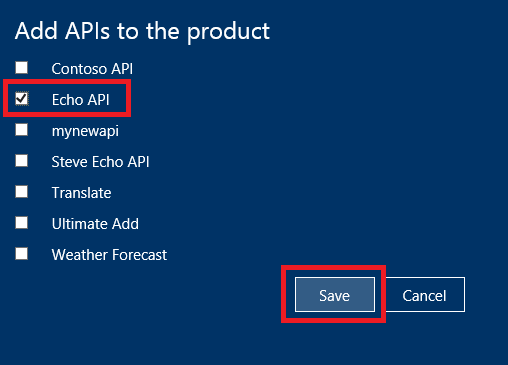 Add APIs to the product
Contoso API
Echo API
mynewapi
Steve Echo API
Translate
Ultimate Add
Weather Forecast
Save Cancel